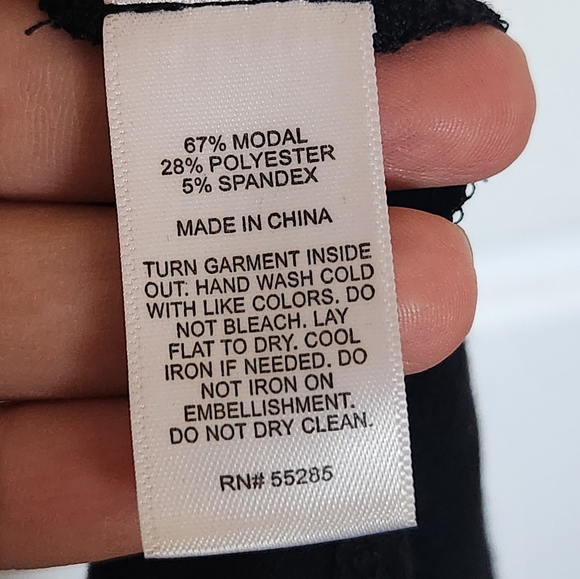 67% MODAL
28% POLYESTER
5% SPANDEX
MADE IN CHINA
TURN GARMENT INSIDE
OUT. HAND WASH COLD
WITH LIKE COLORS. DO
NOT BLEACH. LAY
FLAT TO DRY. COOL
IRON IF NEEDED. DO
NOT IRON ON
EMBELLISHMENT.
DO NOT DRY CLEAN.
RN# 55285